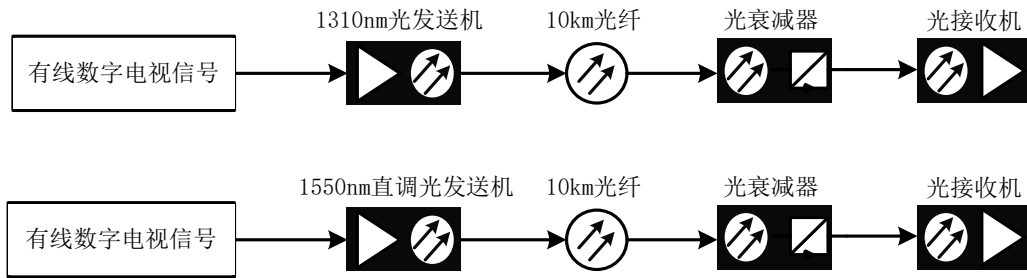 1310nm光发送机 10km光纤 光衰减器 光接收机
有线数字电视信号
1550nm直调光发送机 10km光纤 光衰减器 光接收机
有线数字电视信号